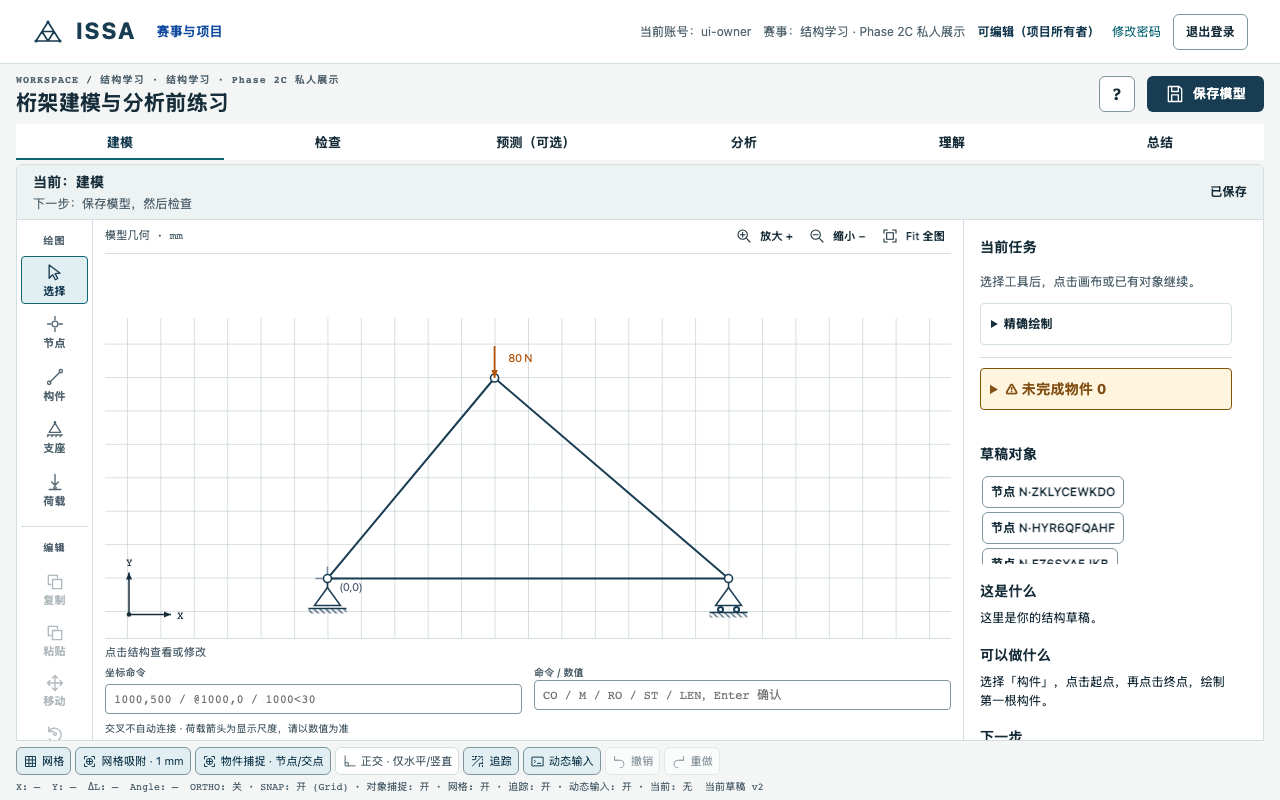 ISSA 赛事与项目 当前账号：ui-owner 赛事：结构学习 · Phase 2C 私人展示 可编辑（项目所有者） 修改密码 退出登录
WORKSPACE / 结构学习 · 结构学习 · Phase 2C 私人展示
桁架建模与分析前练习
? 保存模型
建模 检查 预测（可选） 分析 理解 总结
当前：建模
下一步：保存模型，然后检查
已保存
绘图
选择
节点
构件
支座
荷载
编辑
复制
粘贴
移动
模型几何 · mm
放大 + 缩小 − Fit 全图
80 N
(0,0)
Y
X
点击结构查看或修改
坐标命令
1000,500 / @1000,0 / 1000<30
命令 / 数值
CO / M / RO / ST / LEN, Enter 确认
交叉不自动连接 · 荷载箭头为显示尺度，请以数值为准
当前任务
选择工具后，点击画布或已有对象继续。
▶ 精确绘制
▶ ⚠ 未完成物件 0
草稿对象
节点 N-ZKLYCEWKDO
节点 N-HYR6QFQAHF
这是什么
这里是你的结构草稿。
可以做什么
选择「构件」，点击起点，再点击终点，绘制
第一根构件。
下一步
网格 网格吸附 · 1 mm 物件捕捉 · 节点/交点 正交 · 仅水平/竖直 追踪 动态输入 撤销 重做
X: — Y: — ΔL: — Angle: — ORTHO: 关 · SNAP: 开 (Grid) · 对象捕捉: 开 · 网格: 开 · 追踪: 开 · 动态输入: 开 · 当前: 无 当前草稿 v2